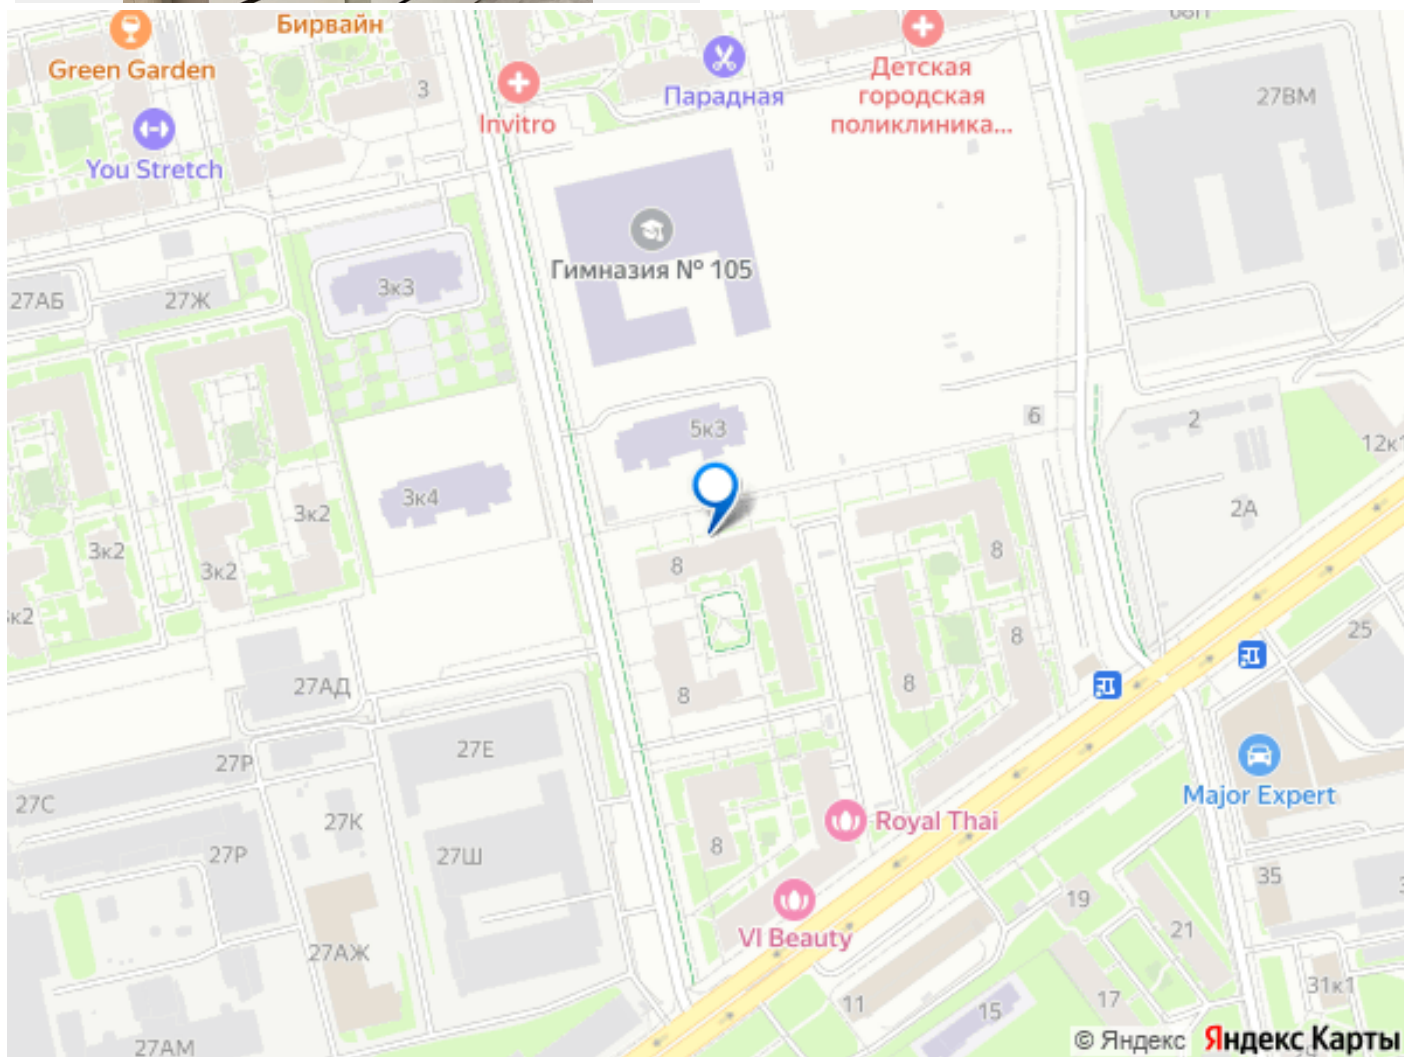 Бирвайн
Green Garden
Парадная
Детская
городская
поликлиника...
3
27ВМ
Invitro
You Stretch
Гимназия № 105
3к3
27АБ
27Ж
5к3
6
2
12к1
3к4
3к2
2А
3к2
3к2
8
8
8
25
к2
27АД
8
8
27Е
27Р
Major Expert
27С
27К
Royal Thai
27Р
27Ш
8
35
19
VI Beauty
21
27АЖ
31к1
11
15
17
27АМ
© Яндекс Яндекс Карты